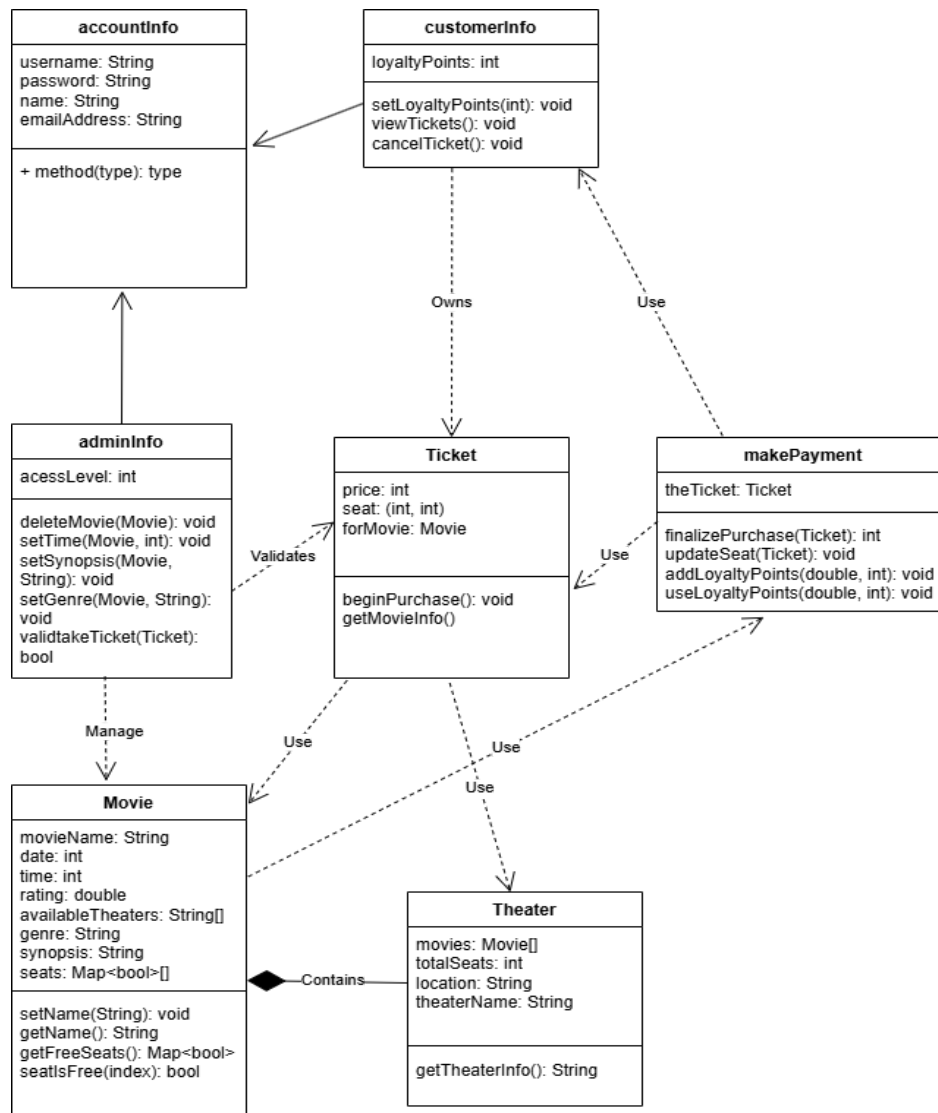 accountInfo
username: String
password: String
name: String
emailAddress: String
+ method(type): type
customerInfo
loyaltyPoints: int
setLoyaltyPoints(int): void
viewTickets(): void
cancelTicket(): void
Owns
Use
adminInfo
acessLevel: int
deleteMovie(Movie): void
setTime(Movie, int): void
setSynopsis(Movie,
String): void
setGenre(Movie, String):
void
validtakeTicket(Ticket):
bool
Validates
Ticket
price: int
seat: (int, int)
forMovie: Movie
beginPurchase(): void
getMovieInfo()
Use
makePayment
theTicket: Ticket
finalizePurchase(Ticket): int
updateSeat(Ticket): void
addLoyaltyPoints(double, int): void
useLoyaltyPoints(double, int): void
Manage
Use
Use
Use
Movie
movieName: String
date: int
time: int
rating: double
availableTheaters: String[]
genre: String
synopsis: String
seats: Map<bool>[]
setName(String): void
getName(): String
getFreeSeats(): Map<bool>
seatIsFree(index): bool
Contains
Theater
movies: Movie[]
totalSeats: int
location: String
theaterName: String
getTheaterInfo(): String